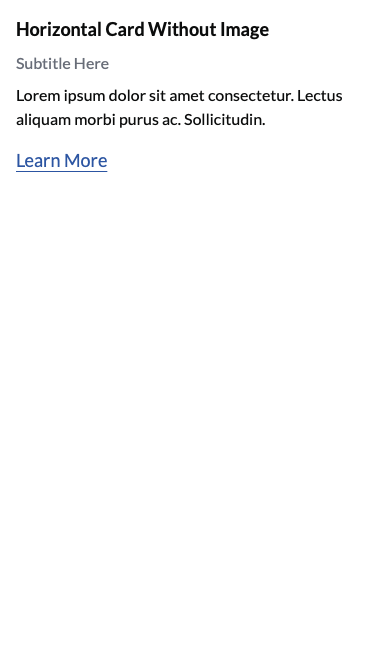 Horizontal Card Without Image
Subtitle Here
Lorem ipsum dolor sit amet consectetur. Lectus
aliquam morbi purus ac. Sollicitudin.
Learn More